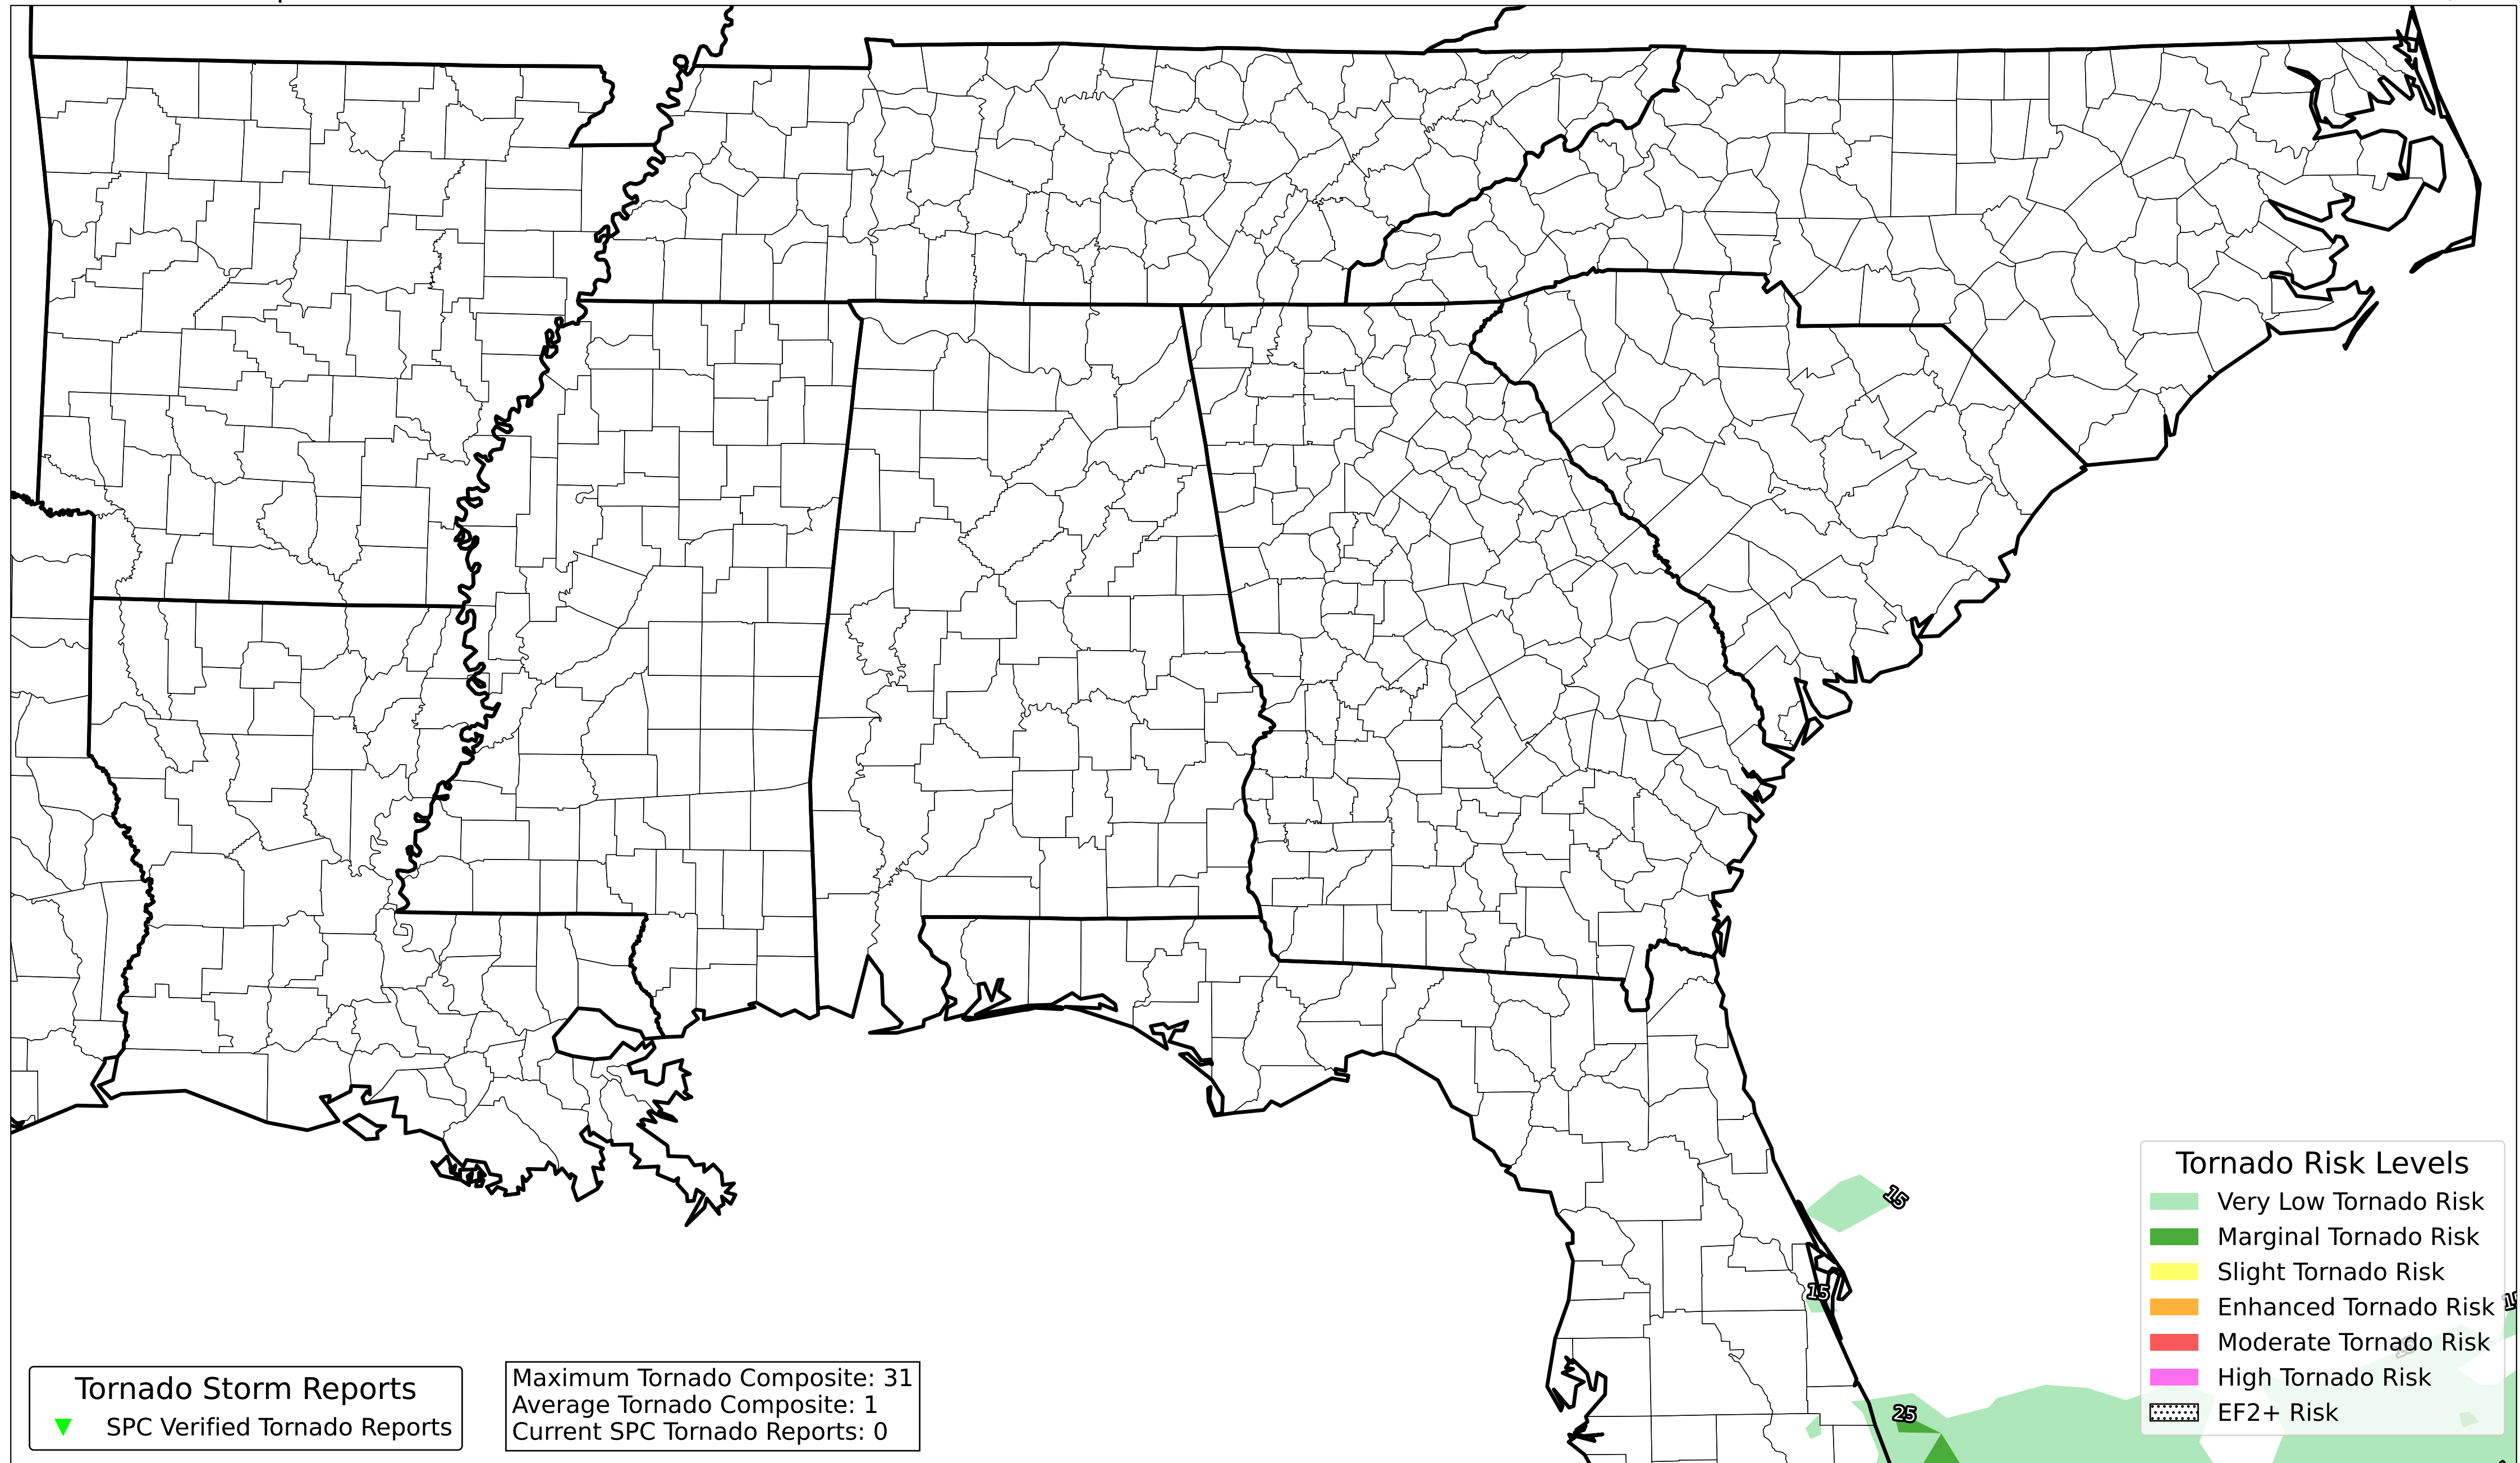 15
15
25
Tornado Risk Levels
Very Low Tornado Risk
Marginal Tornado Risk
Slight Tornado Risk
Enhanced Tornado Risk
Moderate Tornado Risk
High Tornado Risk
EF2+ Risk
Tornado Storm Reports
SPC Verified Tornado Reports
Maximum Tornado Composite: 31
Average Tornado Composite: 1
Current SPC Tornado Reports: 0